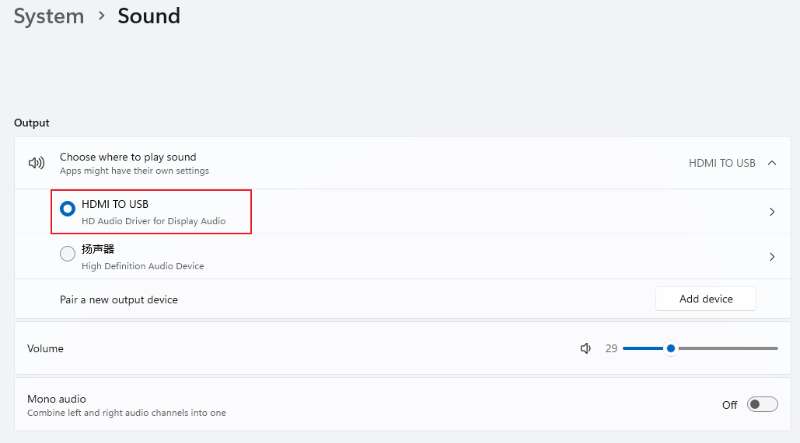 System > Sound
Output
Choose where to play sound
HDMI TO USB
Apps might have their own settings
HDMI TO USB
HD Audio Driver for Display Audio
扬声器
High Definition Audio Device
Pair a new output device
Add device
Volume
29
Mono audio
Off
Combine left and right audio channels into one